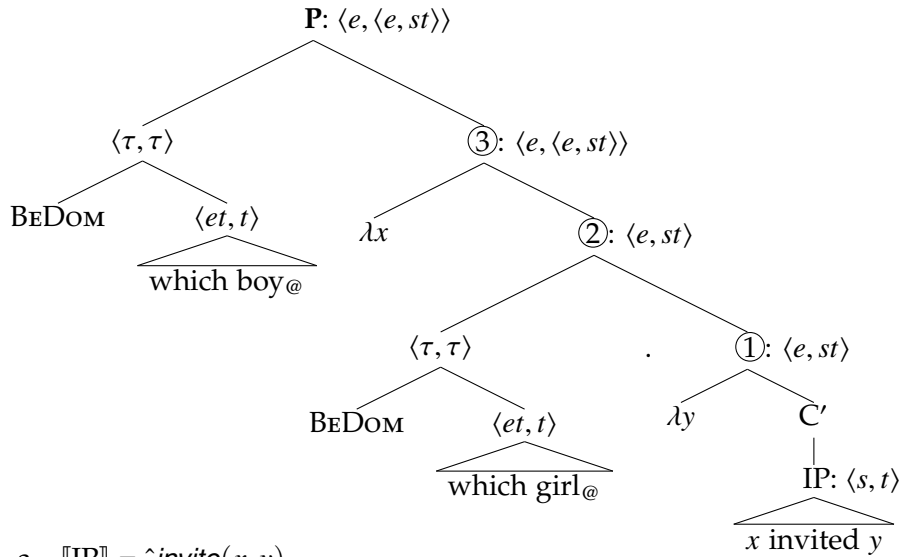 P: ⟨e, ⟨e, st⟩⟩
⟨τ, τ⟩ ③: ⟨e, ⟨e, st⟩⟩
BEDOM ⟨et, t⟩ λx ②: ⟨e, st⟩
which boy@
⟨τ, τ⟩ . ①: ⟨e, st⟩
BEDOM ⟨et, t⟩ λy C′
which girl@ IP: ⟨s, t⟩
x invited y